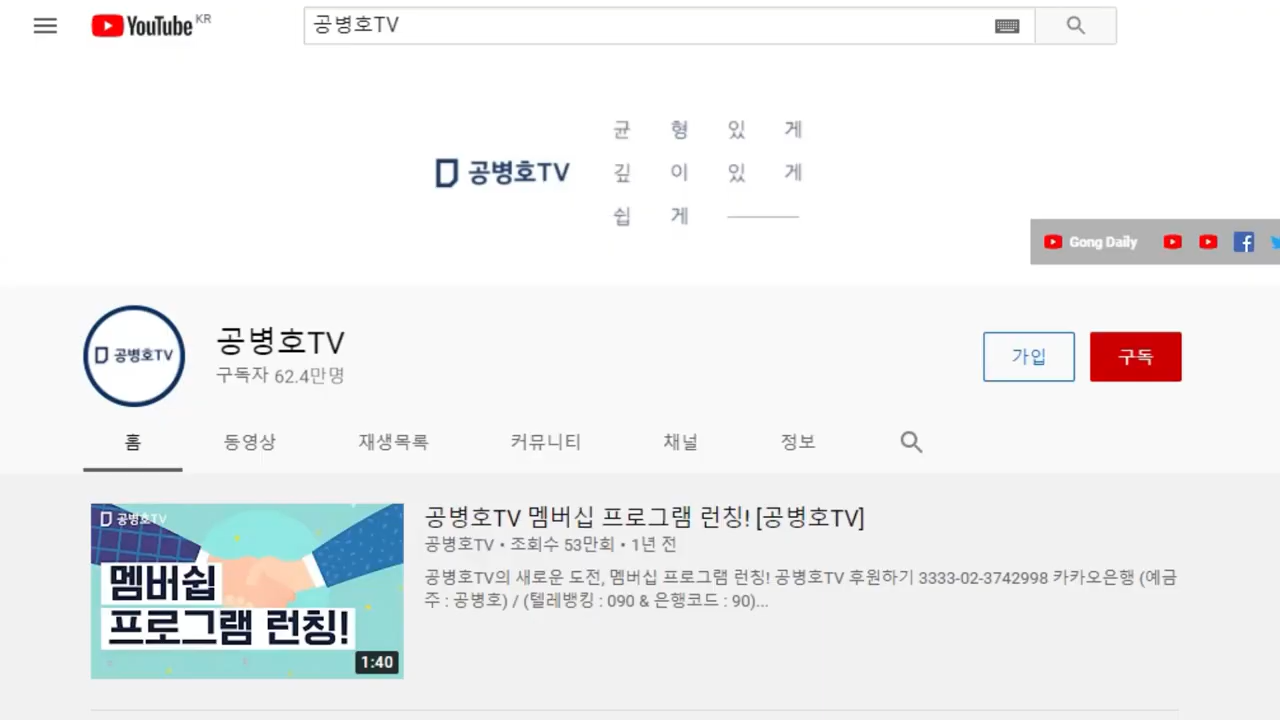 YouTube KR
공병호TV
균 형 있 게
공병호TV
깊 이 있 게
쉽 게
Gong Daily
공병호TV
공병호TV
구독자 62.4만명
가입
구독
홈
동영상
재생목록
커뮤니티
채널
정보
공병호TV
멤버쉽
프로그램 런칭!
1:40
공병호TV 멤버십 프로그램 런칭! [공병호TV]
공병호TV • 조회수 53만회 • 1년 전
공병호TV의 새로운 도전, 멤버십 프로그램 런칭! 공병호TV 후원하기 3333-02-3742998 카카오은행 (예금
주 : 공병호) / (텔레뱅킹 : 090 & 은행코드 : 90)...